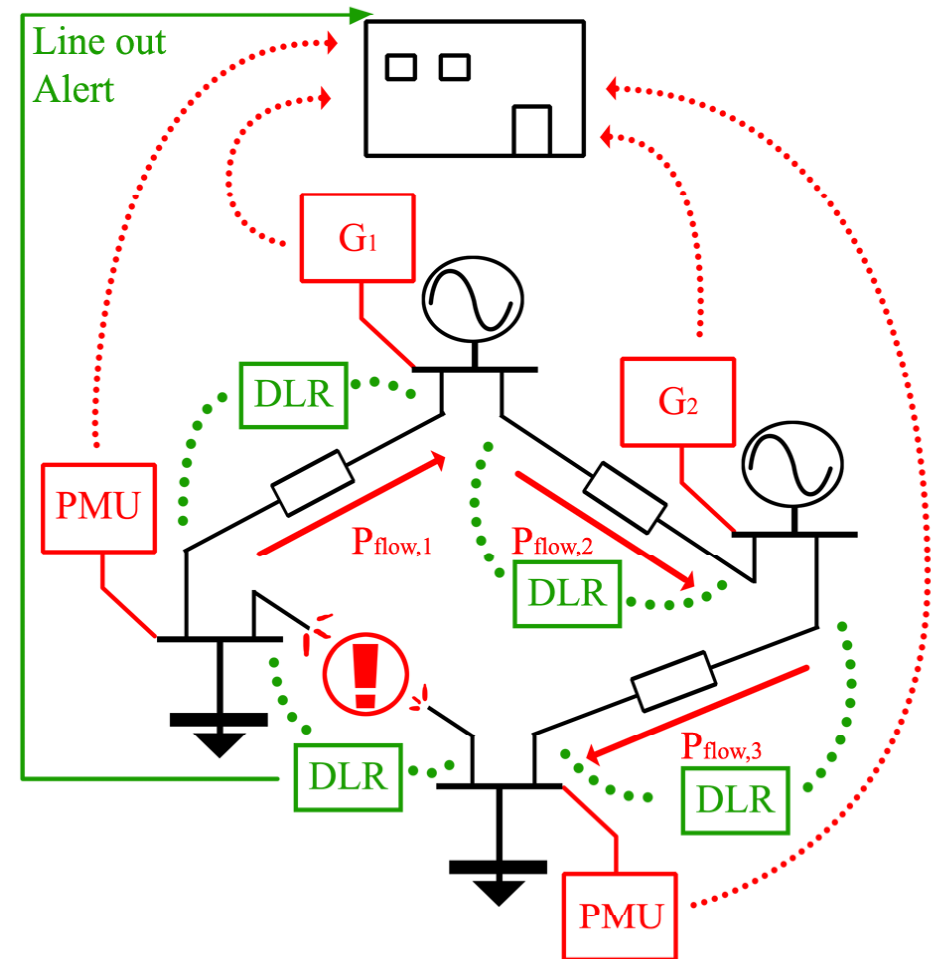 Line out
Alert
G1
DLR
G2
PMU
Pflow,1
Pflow,2
DLR
!
Pflow,3
DLR
DLR
PMU